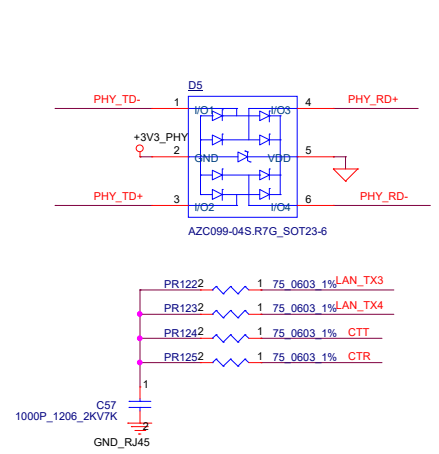 D5
PHY_TD- 1 I/O1 I/O3 4 PHY_RD+
+3V3_PHY 2 GND VDD 5
PHY_TD+ 3 I/O2 I/O4 6 PHY_RD-
AZC099-04S.R7G_SOT23-6
PR122 2 1 75_0603_1% LAN_TX3
PR123 2 1 75_0603_1% LAN_TX4
PR124 2 1 75_0603_1% CTT
PR125 2 1 75_0603_1% CTR
1
C57
1000P_1206_2KV7K
2
GND_RJ45